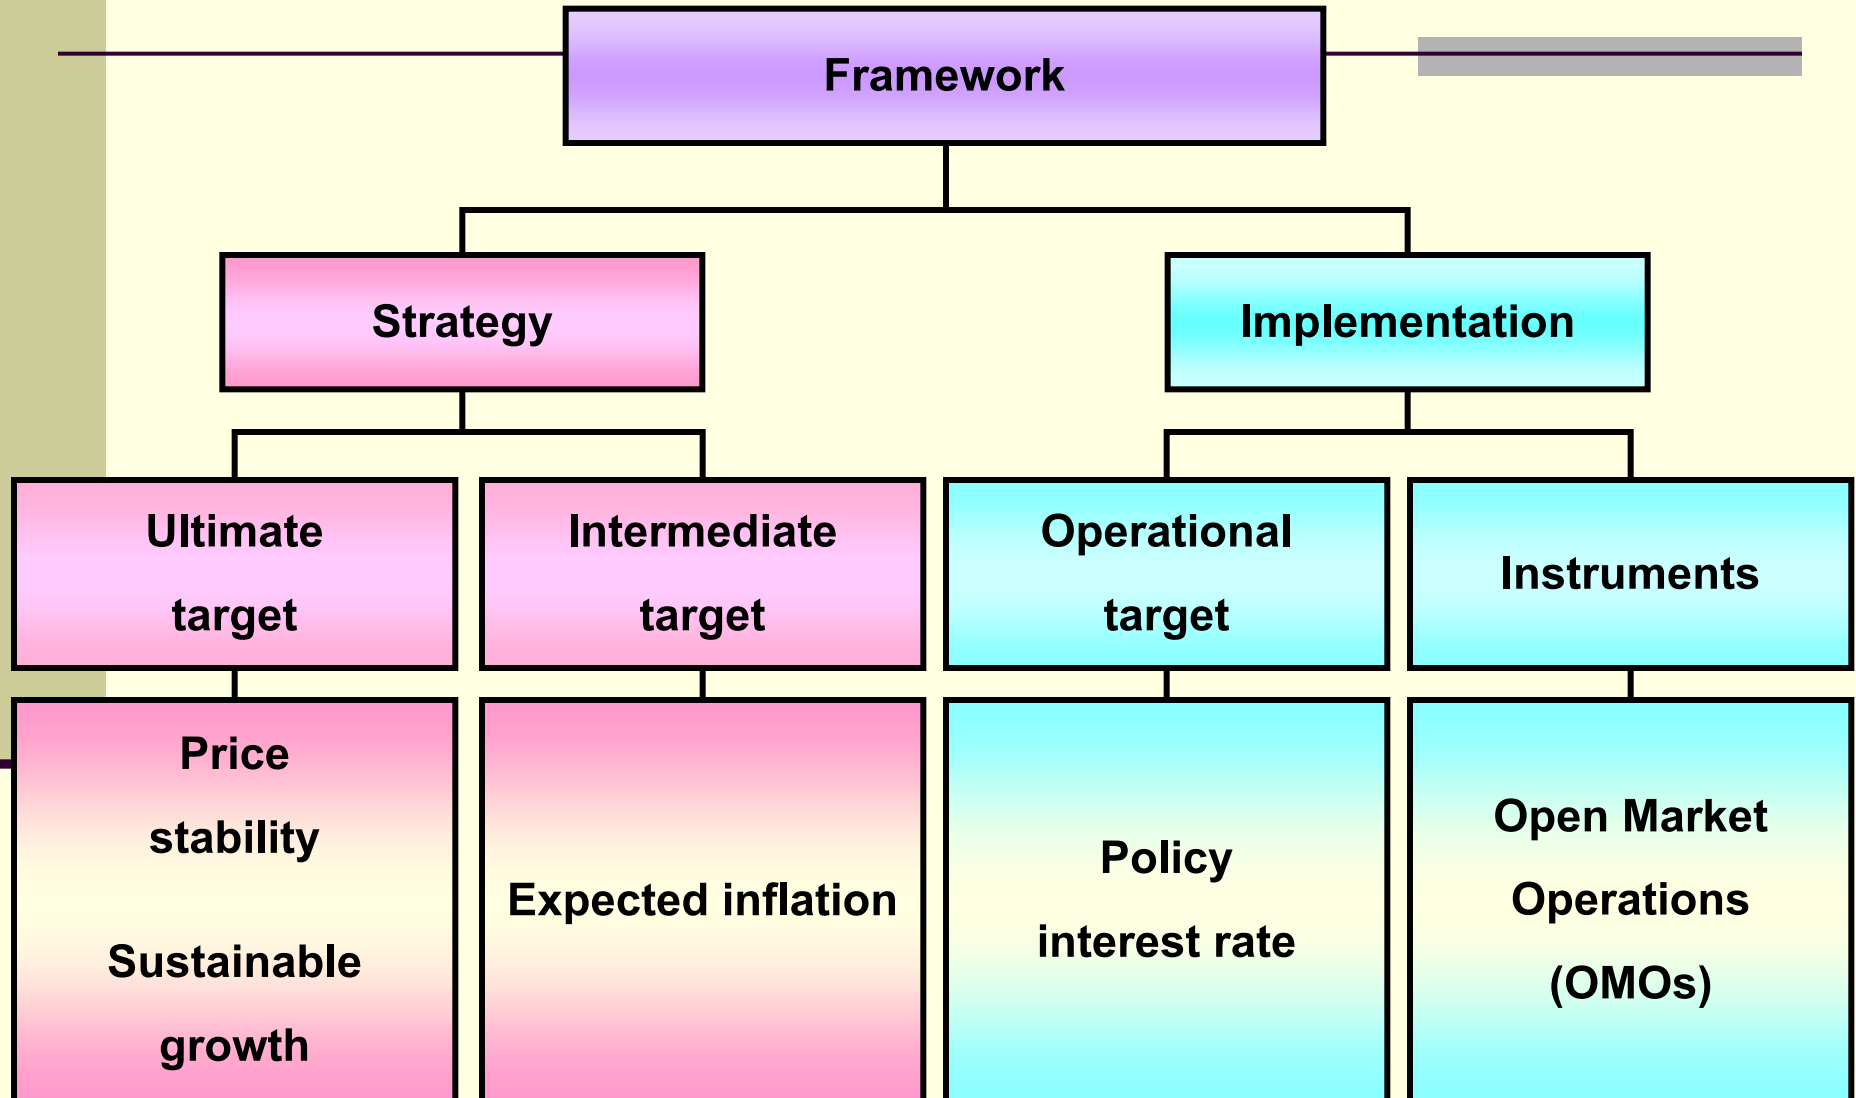 Framework
Strategy
Implementation
Ultimate
target
Intermediate
target
Operational
target
Instruments
Price
stability
Sustainable
growth
Expected inflation
Policy
interest rate
Open Market
Operations
(OMOs)